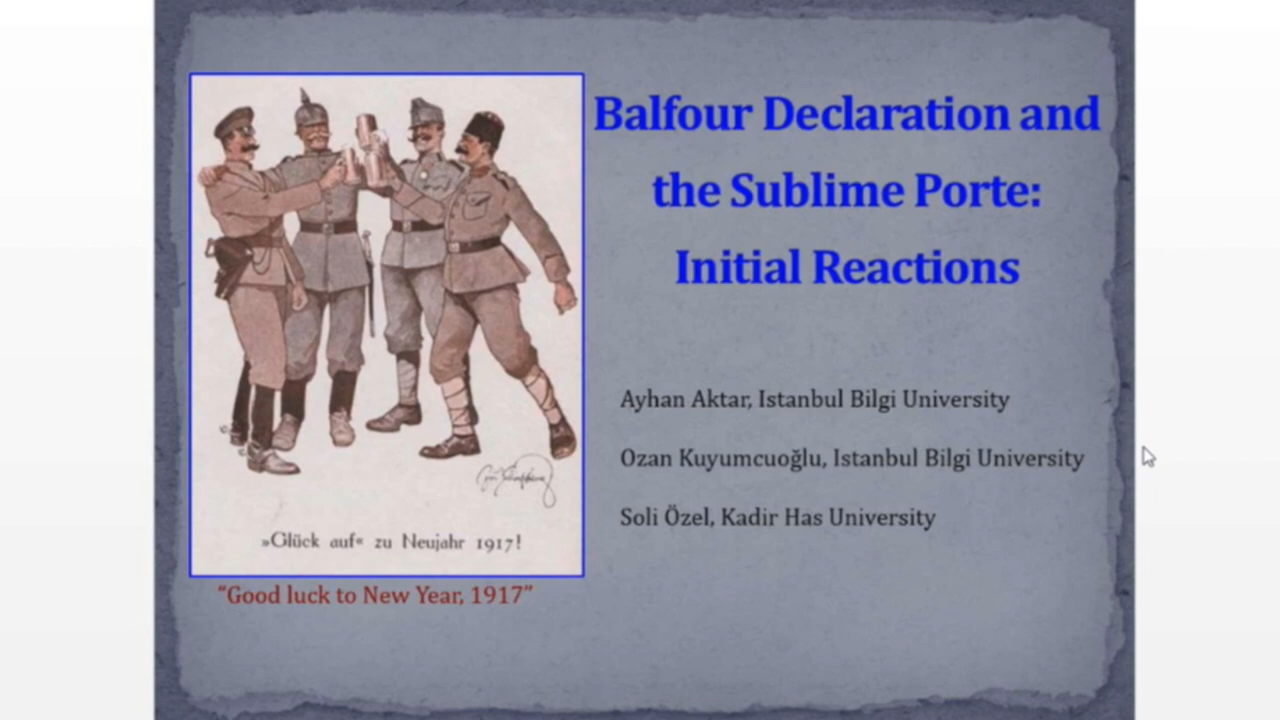 Balfour Declaration and
the Sublime Porte:
Initial Reactions
Ayhan Aktar, Istanbul Bilgi University
Ozan Kuyumcuoğlu, Istanbul Bilgi University
Soli Özel, Kadir Has University
»Glück auf« zu Neujahr 1917!
“Good luck to New Year, 1917”